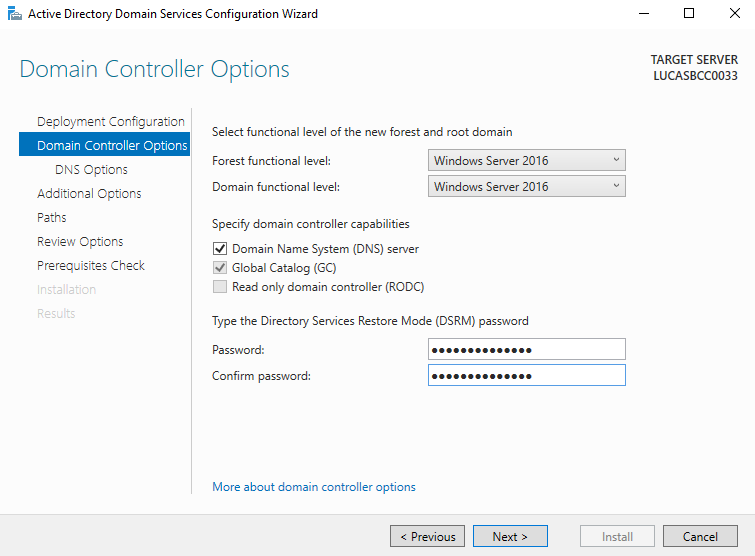 Active Directory Domain Services Configuration Wizard
Domain Controller Options
TARGET SERVER
LUCASBCC0033
Deployment Configuration
Domain Controller Options
DNS Options
Additional Options
Paths
Review Options
Prerequisites Check
Installation
Results
Select functional level of the new forest and root domain
Forest functional level: Windows Server 2016
Domain functional level: Windows Server 2016
Specify domain controller capabilities
Domain Name System (DNS) server
Global Catalog (GC)
Read only domain controller (RODC)
Type the Directory Services Restore Mode (DSRM) password
Password: ●●●●●●●●●●●●●●
Confirm password: ●●●●●●●●●●●●●●
More about domain controller options
< Previous Next > Install Cancel